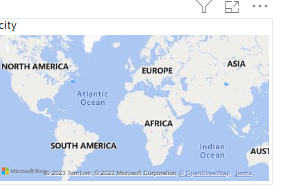 city
NORTH AMERICA
EUROPE
ASIA
Atlantic
Ocean
AFRICA
SOUTH AMERICA
Indian
Ocean
AUST
Microsoft Bing
© 2023 TomTom, © 2023 Microsoft Corporation, © OpenStreetMap Terms